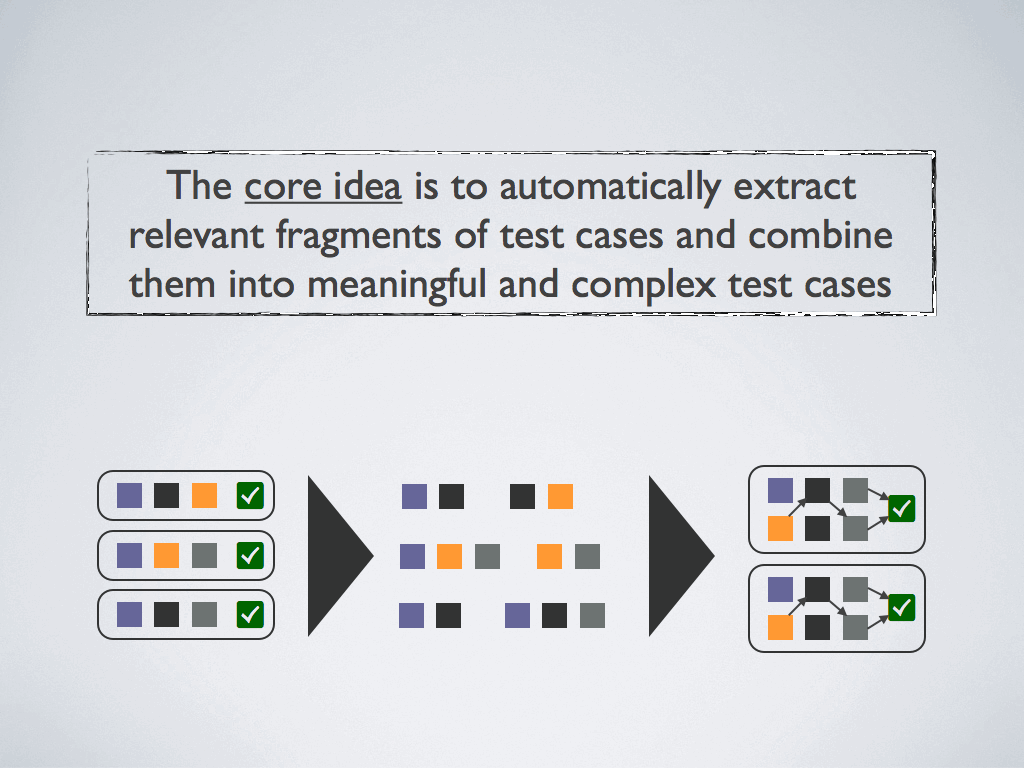 The core idea is to automatically extract
relevant fragments of test cases and combine
them into meaningful and complex test cases